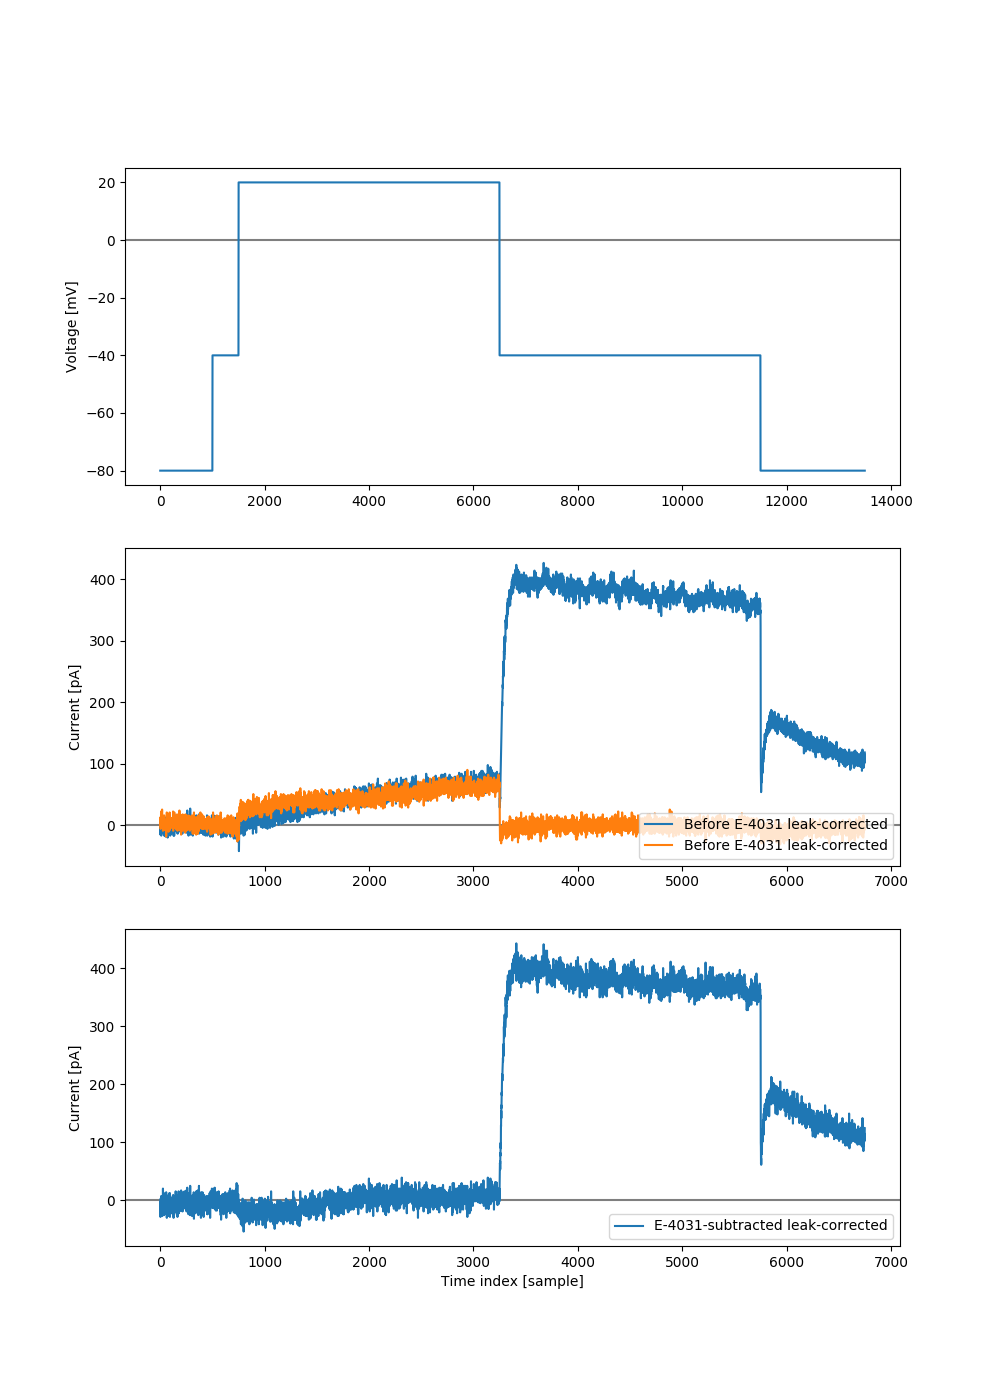 20
0
−20
−40
−60
−80
Voltage [mV]
0 2000 4000 6000 8000 10000 12000 14000
400
300
200
100
0
Current [pA]
Before E-4031 leak-corrected
Before E-4031 leak-corrected
0 1000 2000 3000 4000 5000 6000 7000
400
300
200
100
0
Current [pA]
E-4031-subtracted leak-corrected
0 1000 2000 3000 4000 5000 6000 7000
Time index [sample]